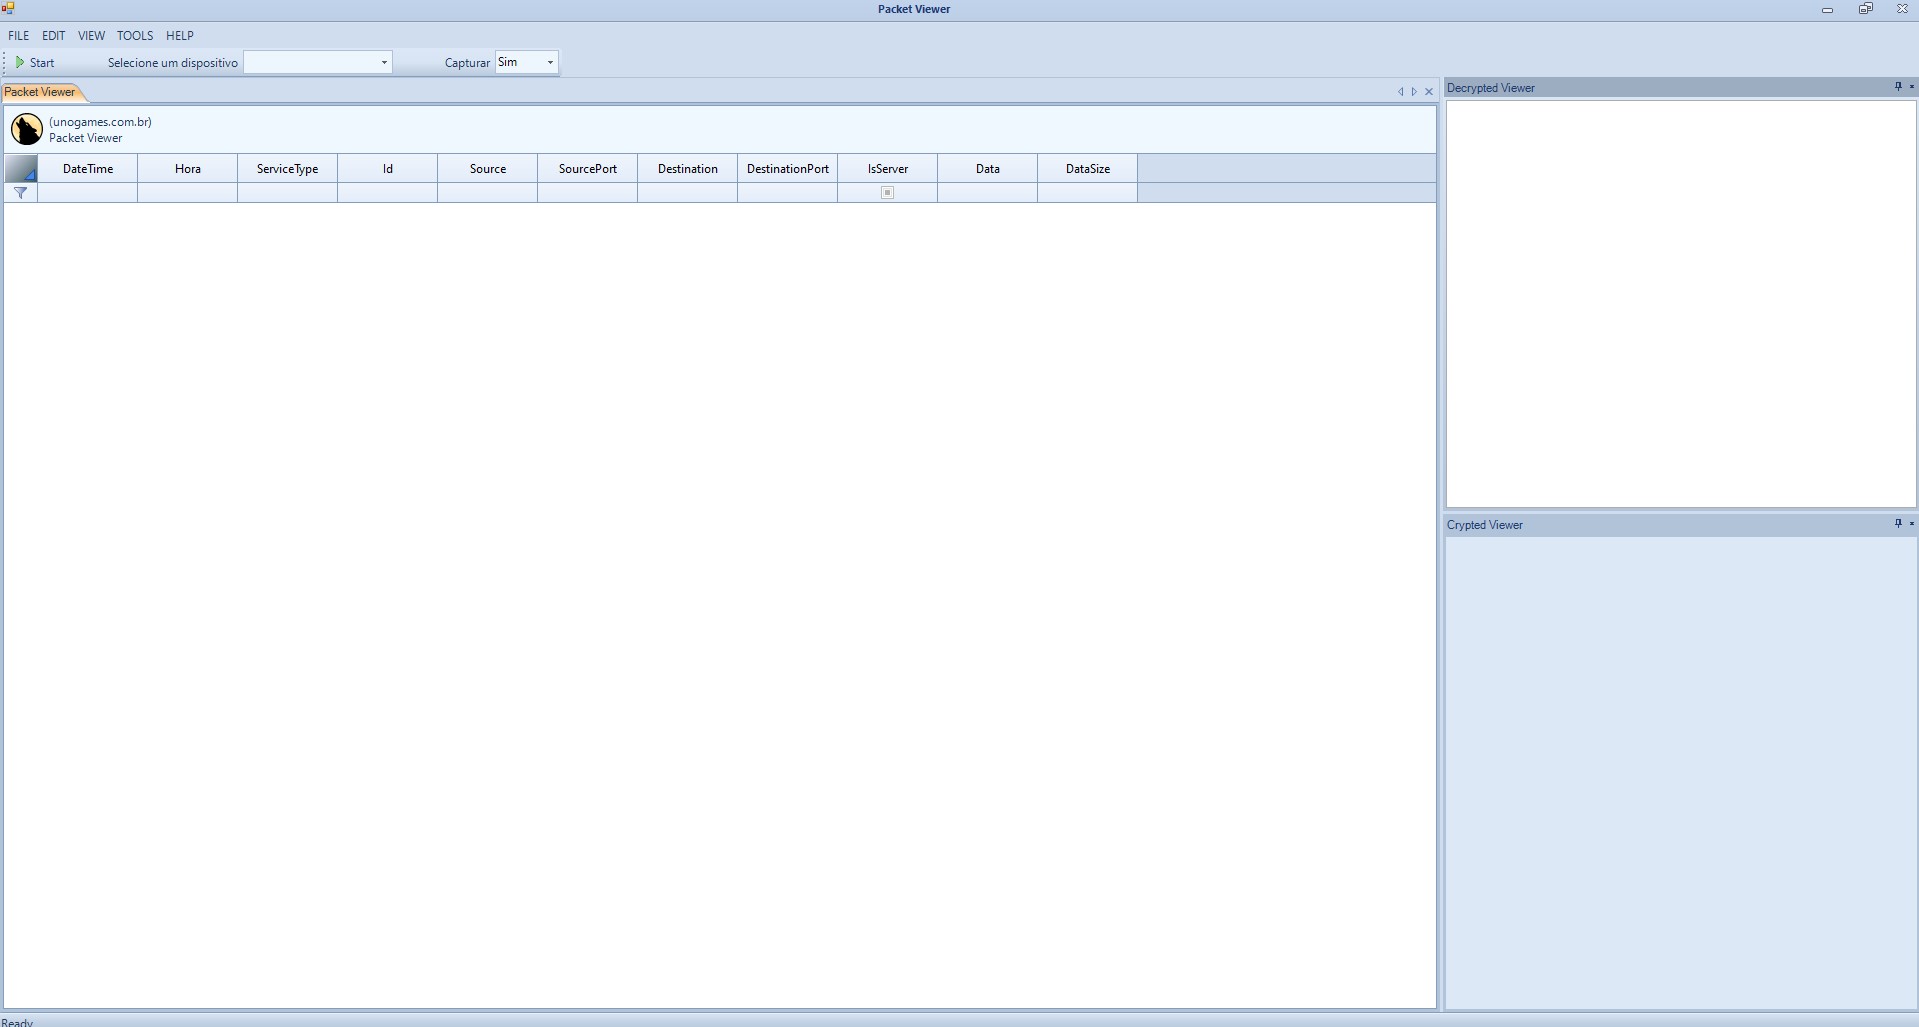 Packet Viewer
FILE EDIT VIEW TOOLS HELP
Start Selecione um dispositivo Capturar Sim
Packet Viewer
(unogames.com.br)
Packet Viewer
DateTime Hora ServiceType Id Source SourcePort Destination DestinationPort IsServer Data DataSize
Decrypted Viewer
Crypted Viewer
Ready